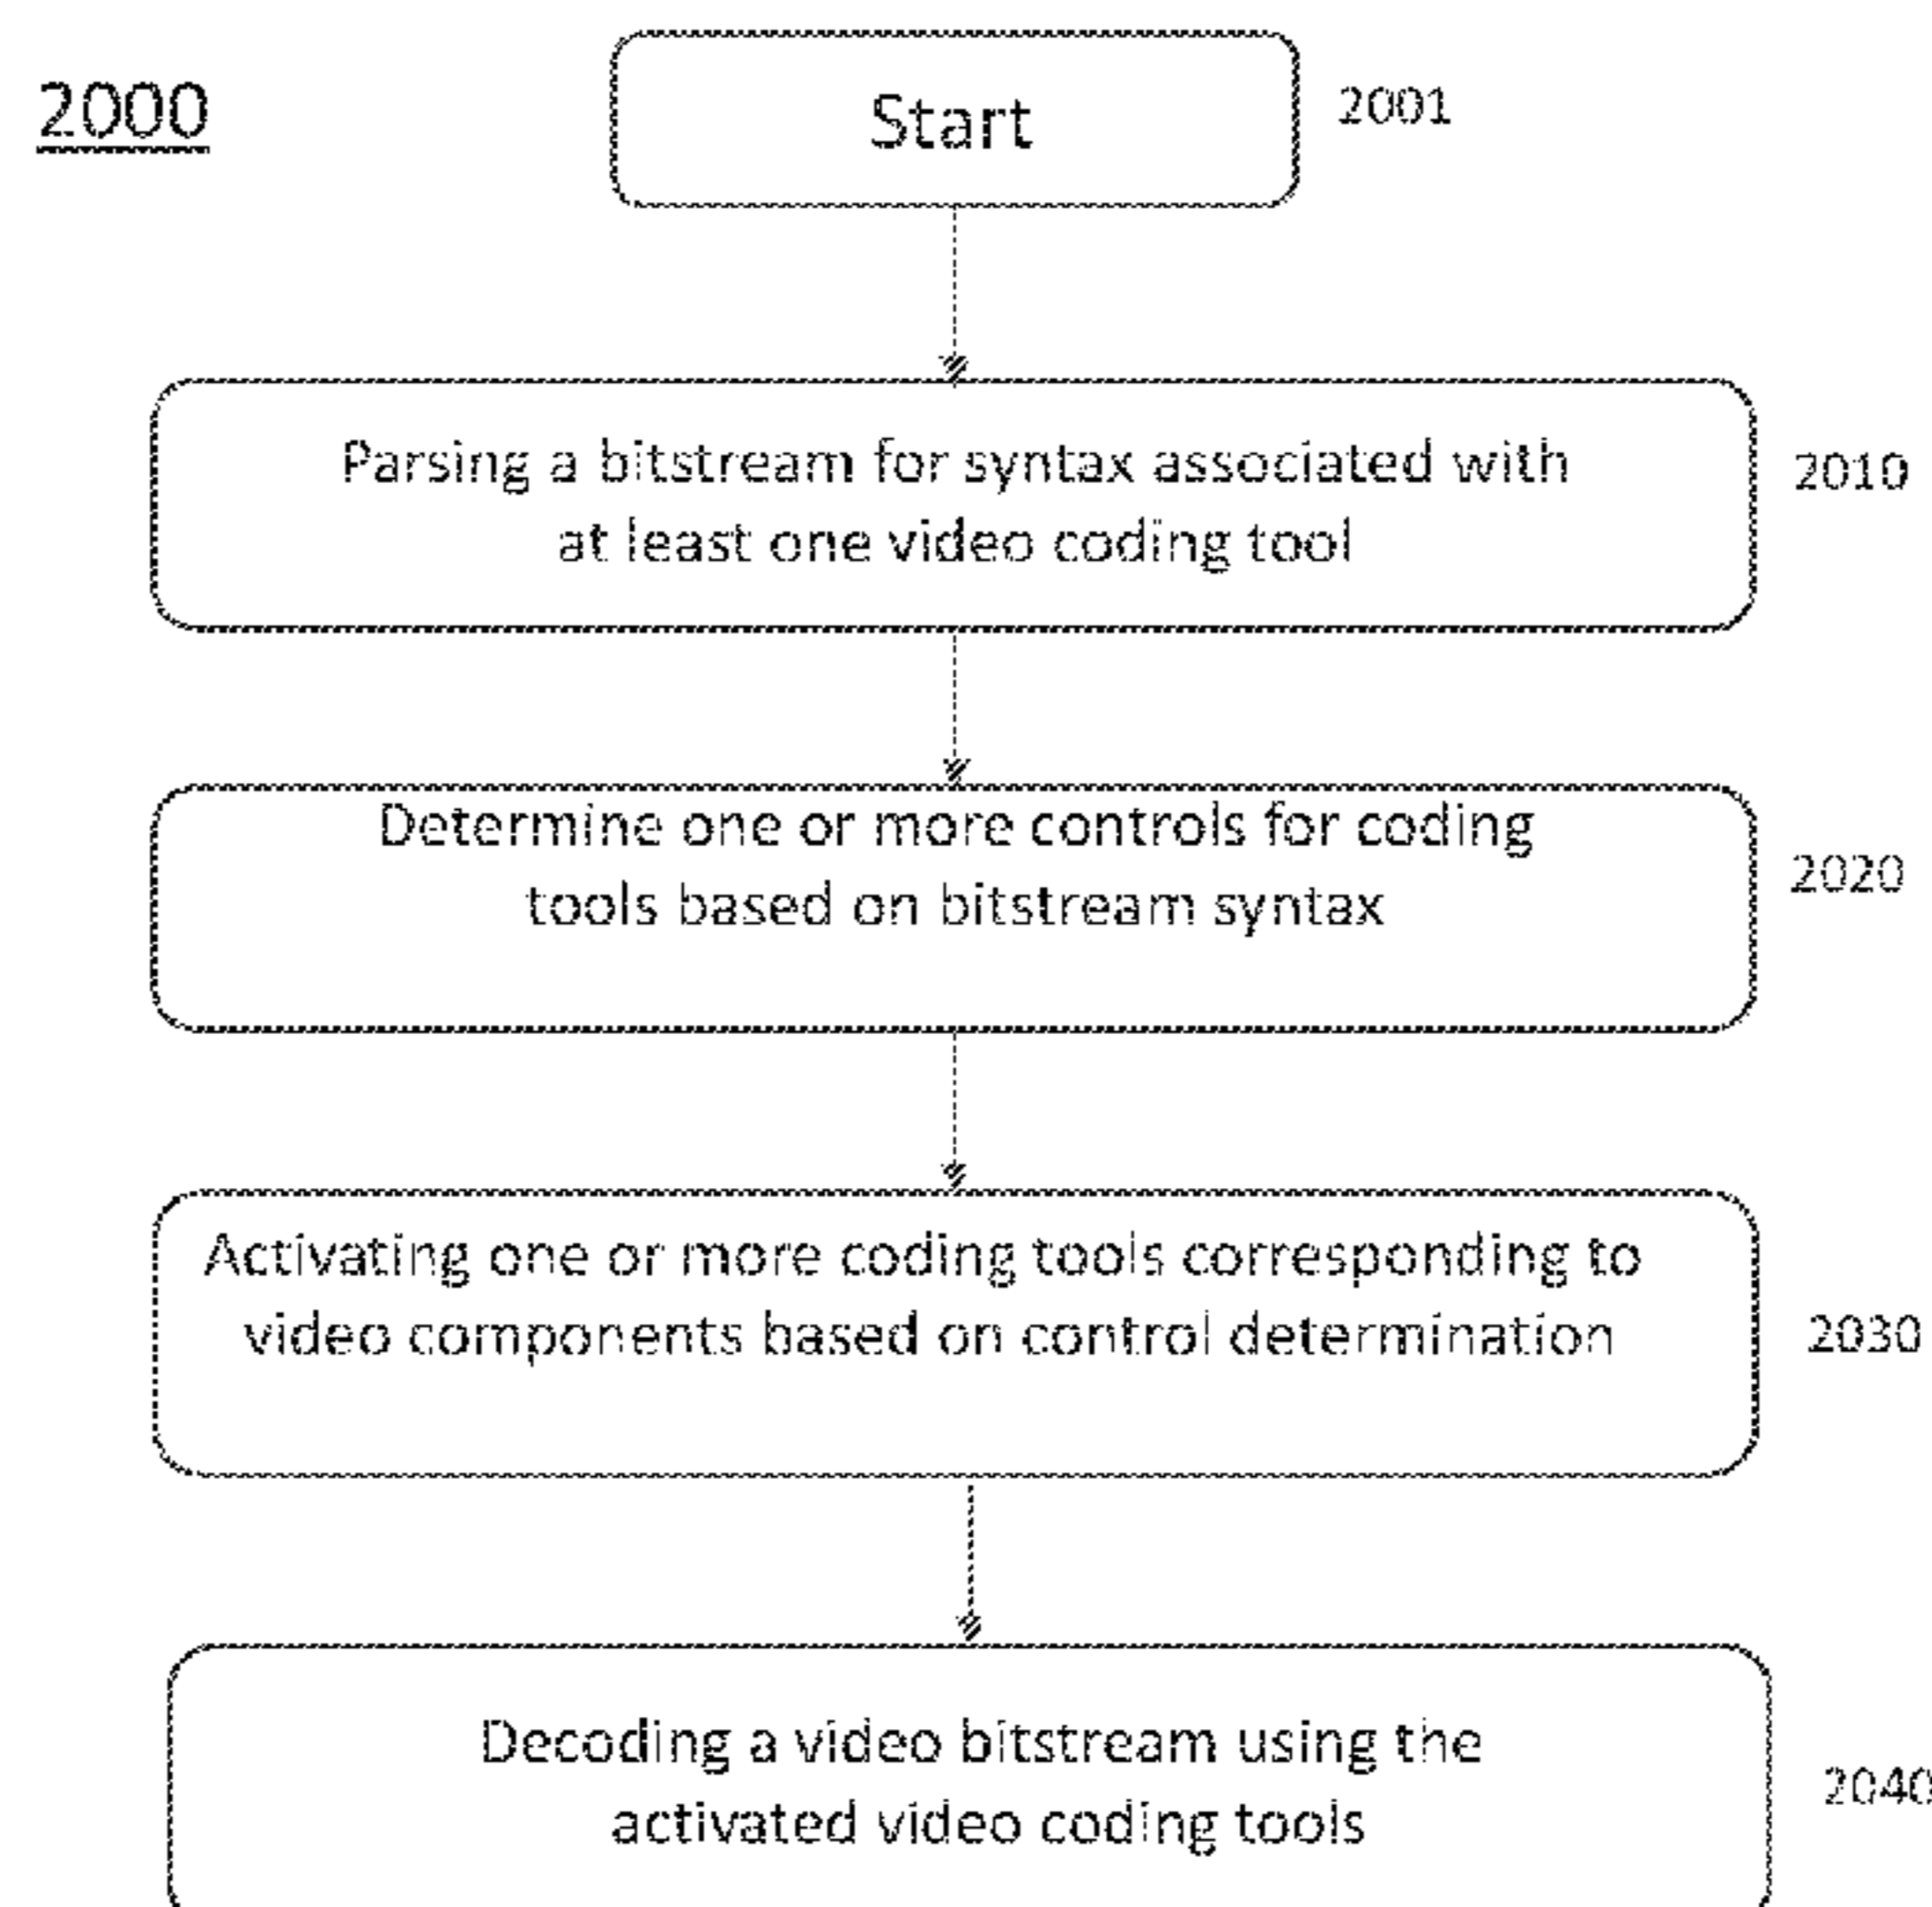 2000
Start
2001
Parsing a bitstream for syntax associated with
at least one video coding tool
2010
Determine one or more controls for coding
tools based on bitstream syntax
2020
Activating one or more coding tools corresponding to
video components based on control determination
2030
Decoding a video bitstream using the
activated video coding tools
2040